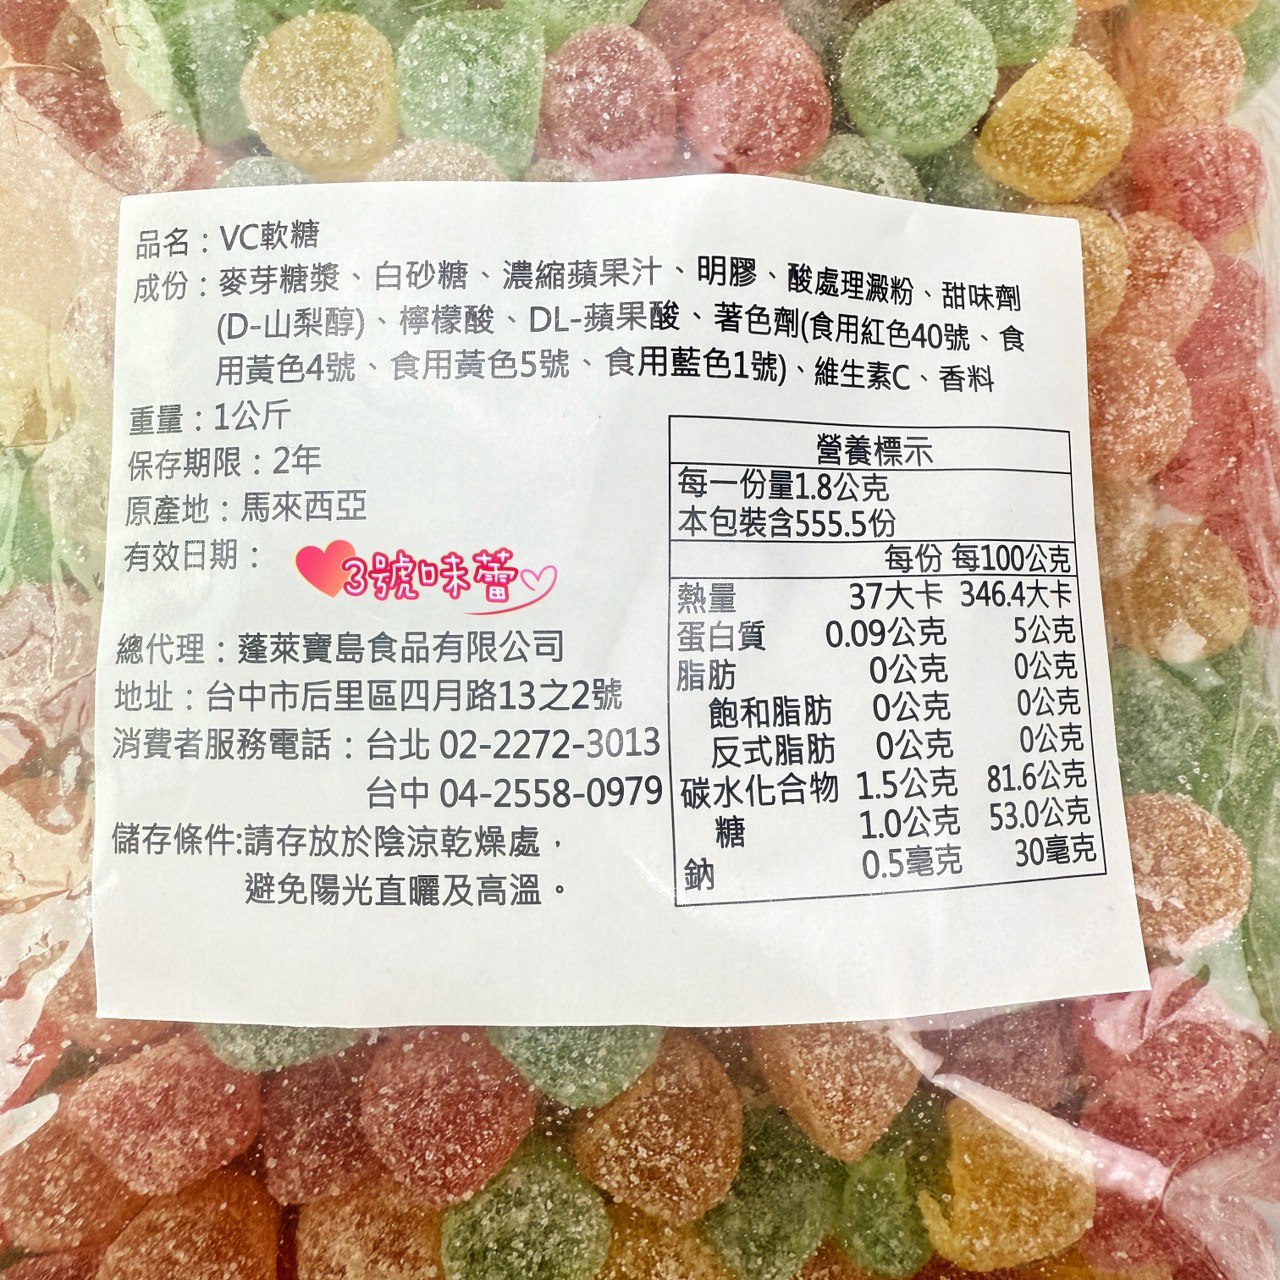 品名：VC軟糖
成份：麥芽糖漿、白砂糖、濃縮蘋果汁、明膠、酸處理澱粉、甜味劑
(D-山梨醇)、檸檬酸、DL-蘋果酸、著色劑(食用紅色40號、食
用黃色4號、食用黃色5號、食用藍色1號)、維生素C、香料
重量：1公斤
保存期限：2年
原產地：馬來西亞
有效日期：
3號味蕾
總代理：蓬萊寶島食品有限公司
地址：台中市后里區四月路13之2號
消費者服務電話：台北 02-2272-3013
台中 04-2558-0979
儲存條件:請存放於陰涼乾燥處，
避免陽光直曬及高溫。
營養標示
每一份量1.8公克
本包裝含555.5份
每份 每100公克
熱量 37大卡 346.4大卡
蛋白質 0.09公克 5公克
脂肪 0公克 0公克
飽和脂肪 0公克 0公克
反式脂肪 0公克 0公克
碳水化合物 1.5公克 81.6公克
糖 1.0公克 53.0公克
鈉 0.5毫克 30毫克